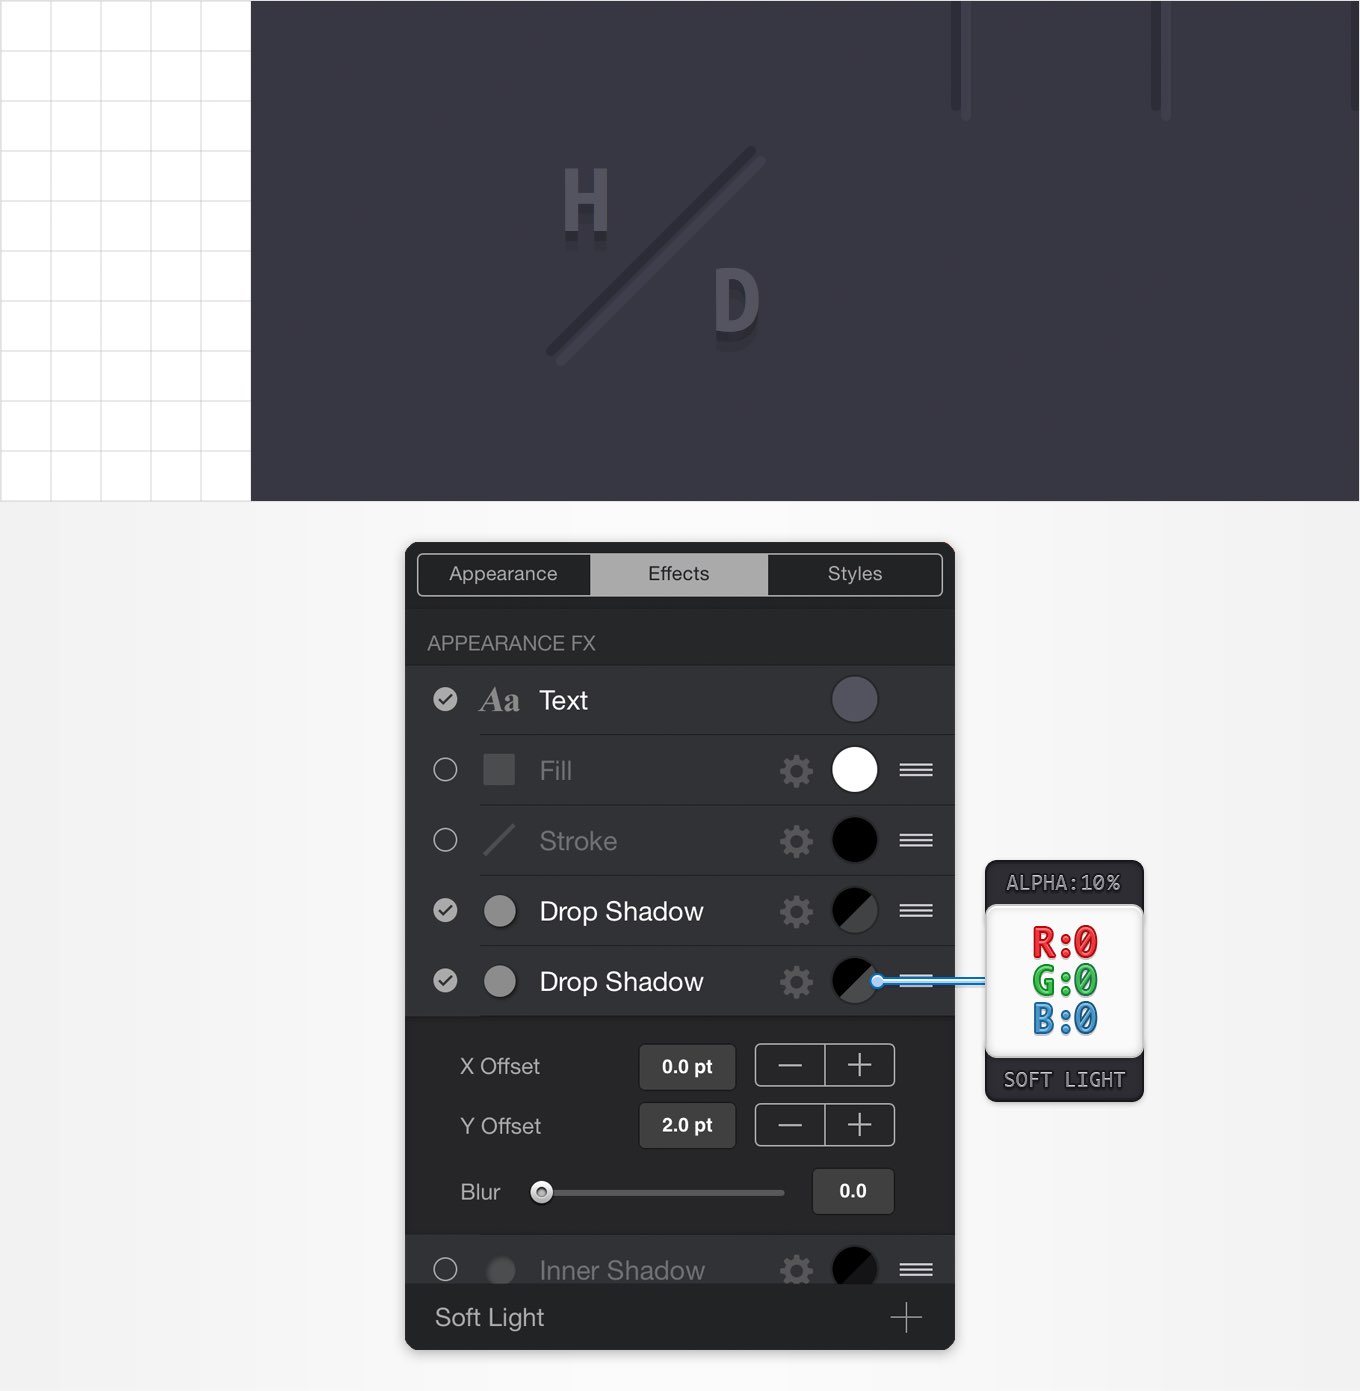 H
D
Appearance Effects Styles
APPEARANCE FX
Aa Text
Fill
Stroke
Drop Shadow
Drop Shadow
ALPHA:10%
R:0
G:0
B:0
SOFT LIGHT
X Offset 0.0 pt
Y Offset 2.0 pt
Blur 0.0
Inner Shadow
Soft Light